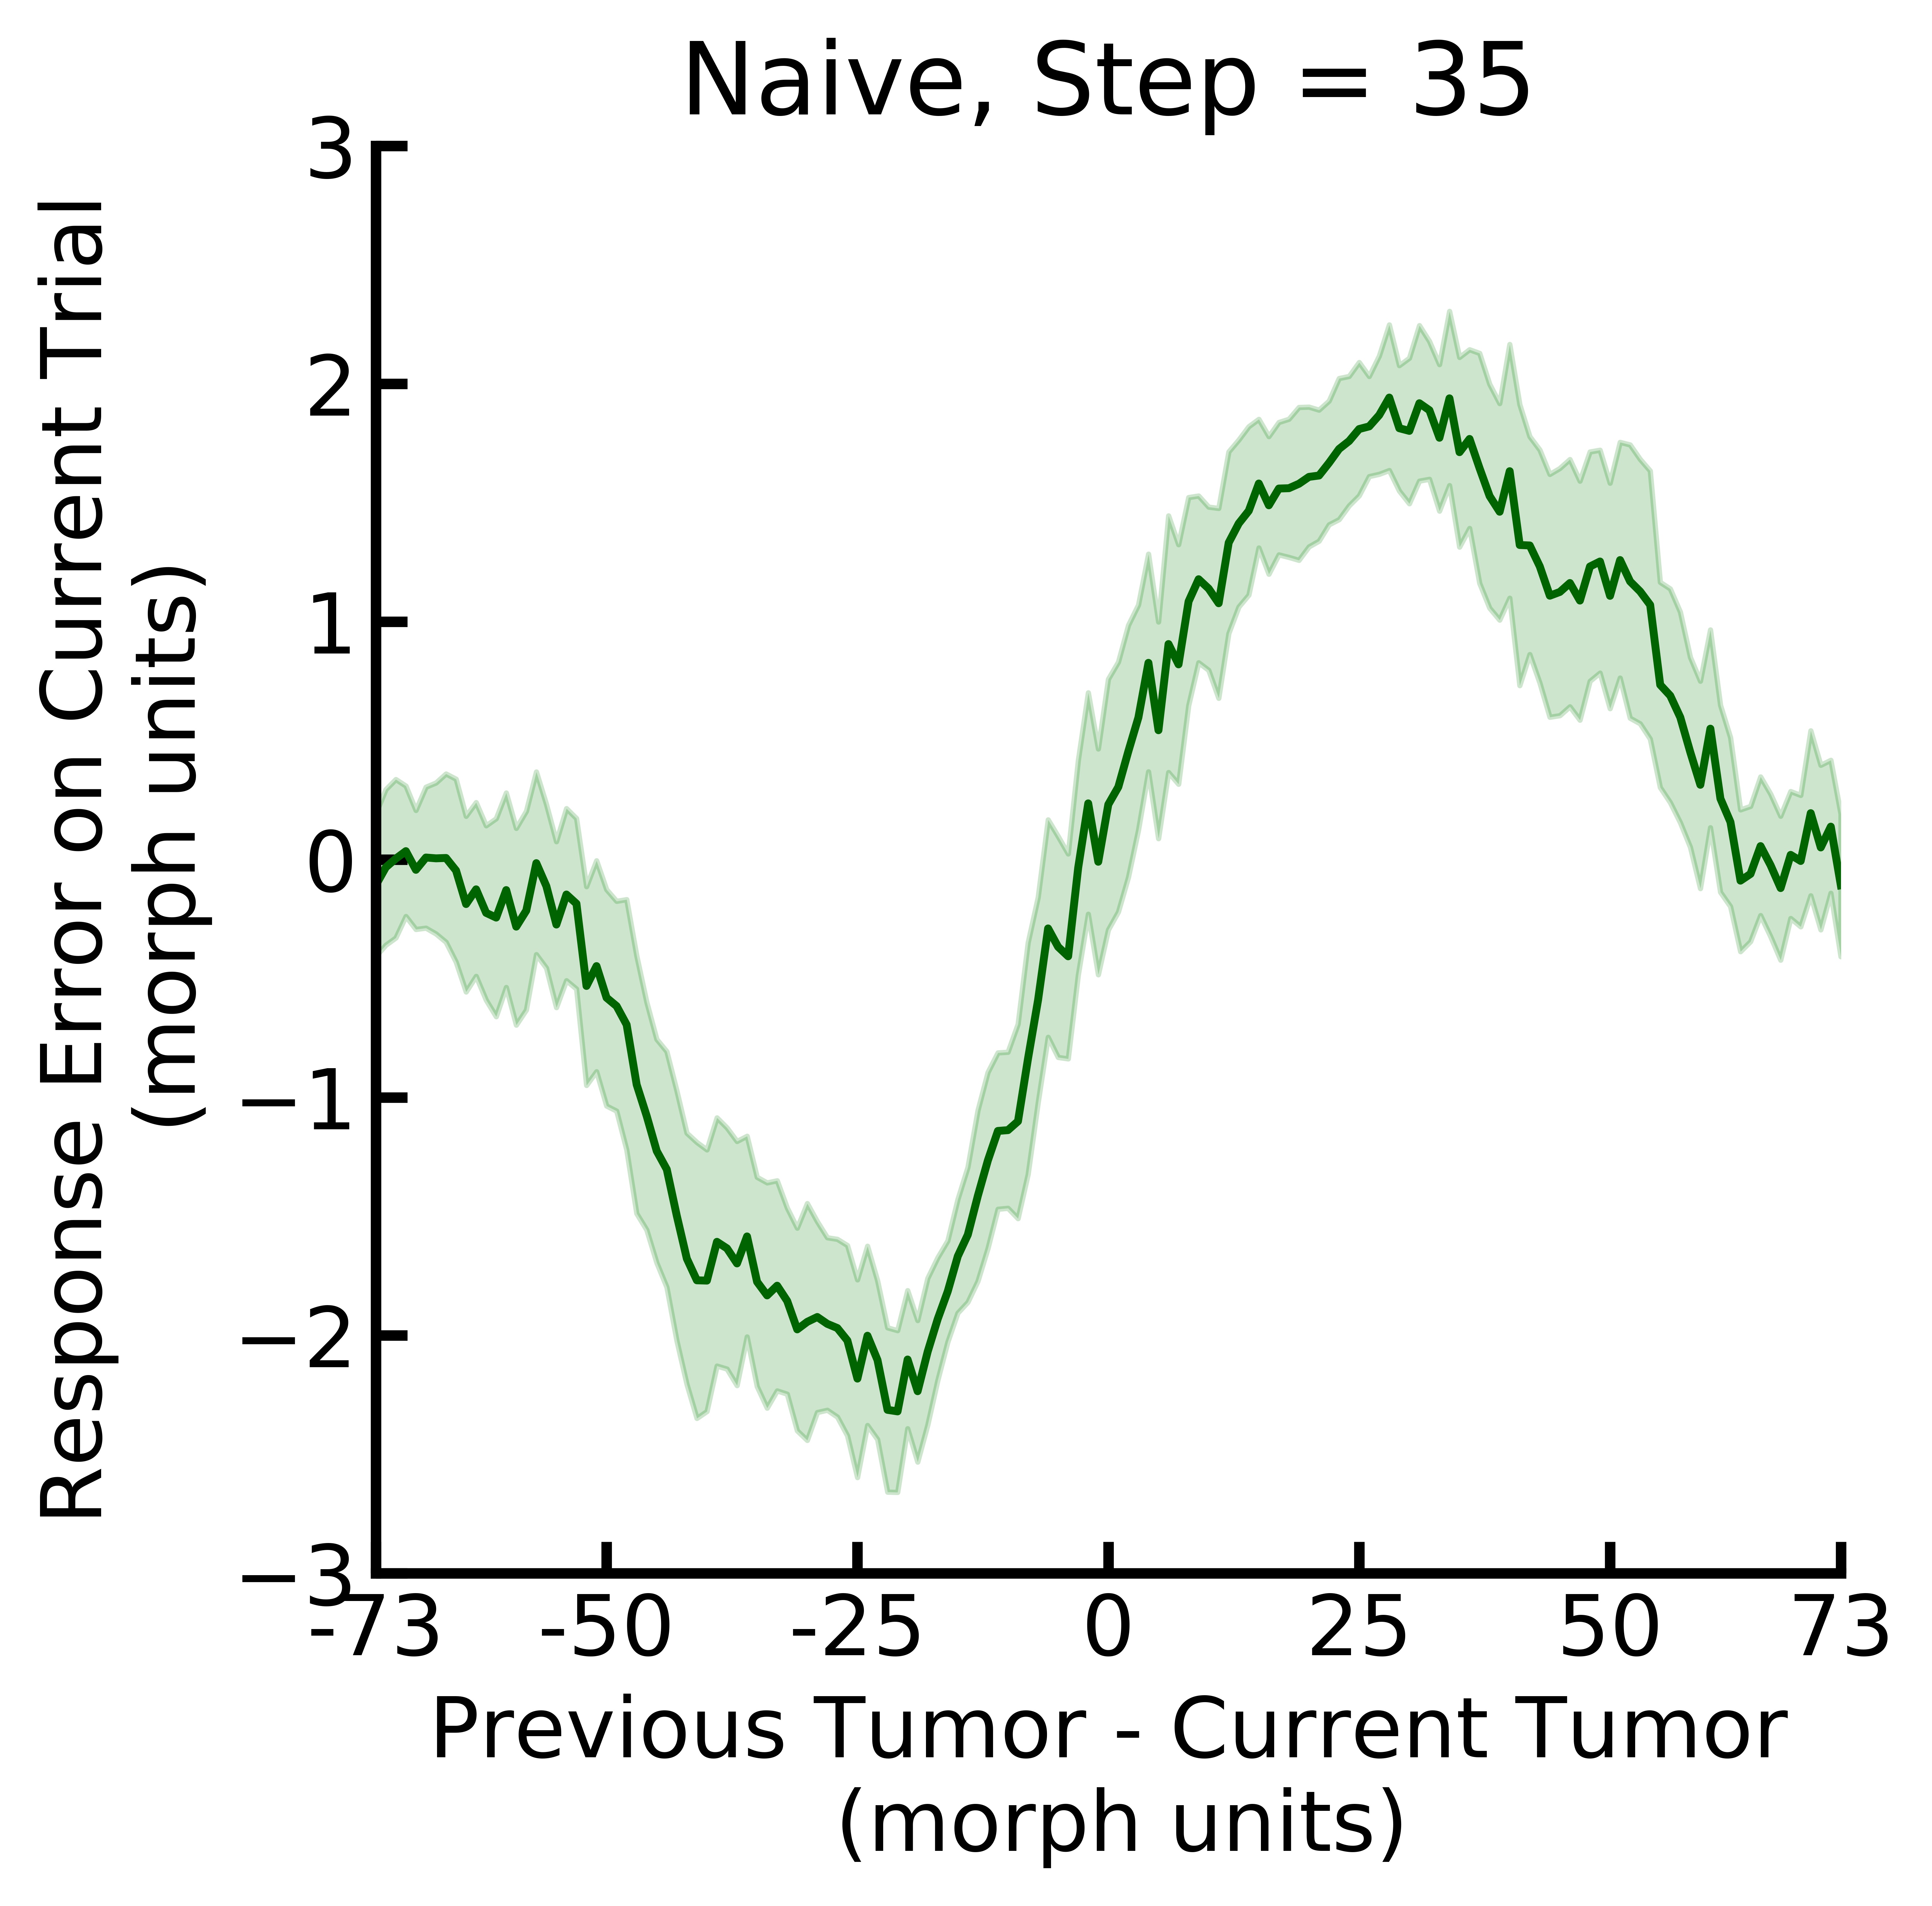 Naive, Step = 35
Response Error on Current Trial
(morph units)
3
2
1
0
−1
−2
−3
-73 -50 -25 0 25 50 73
Previous Tumor - Current Tumor
(morph units)